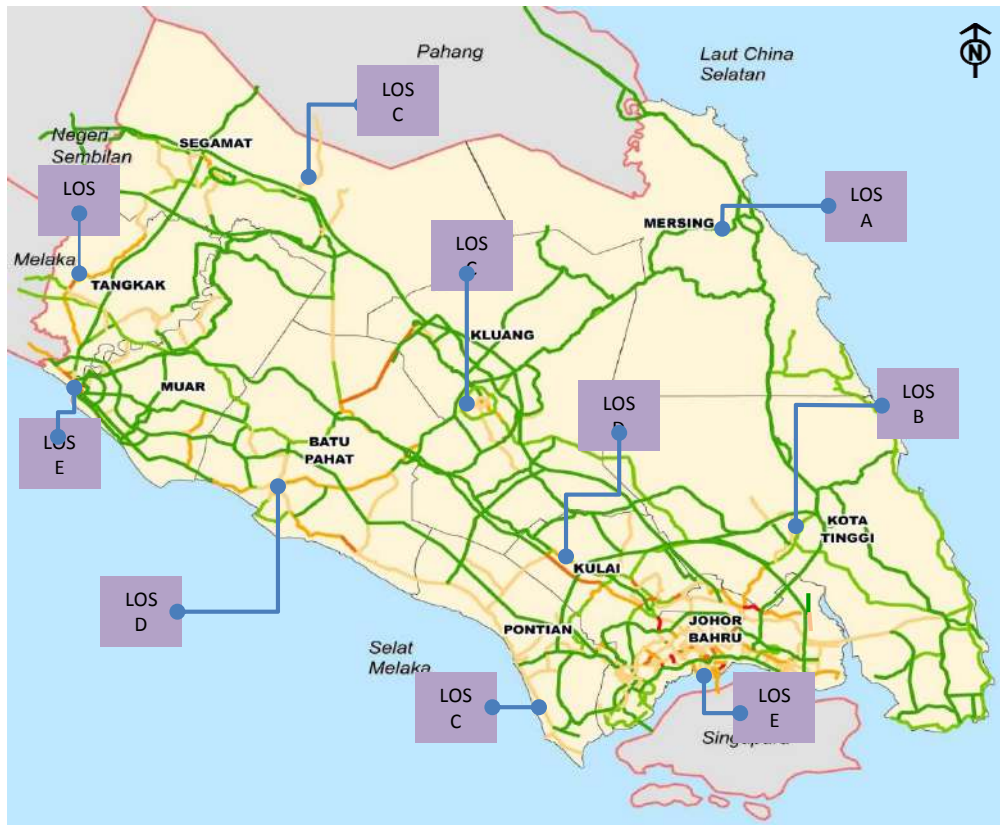 Pahang
Laut China
Selatan
N
LOS
C
Negeri
Sembilan
SEGAMAT
LOS
LOS
A
MERSING
Melaka
TANGKAK
LOS
C
KLUANG
MUAR
LOS
D
LOS
B
BATU
PAHAT
LOS
E
KOTA
TINGGI
KULAI
LOS
D
PONTIAN
JOHOR
BAHRU
Selat
Melaka
LOS
C
LOS
E
Singapura